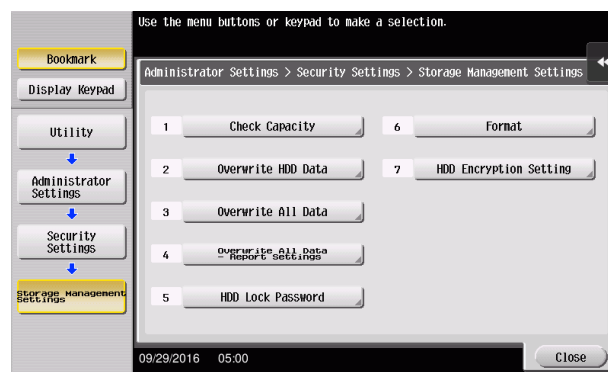 Use the menu buttons or keypad to make a selection.
Bookmark
Display Keypad
Utility
Administrator
Settings
Security
Settings
Storage Management
Settings
Administrator Settings > Security Settings > Storage Management Settings
1 Check Capacity
6 Format
2 Overwrite HDD Data
7 HDD Encryption Setting
3 Overwrite All Data
4 Overwrite All Data
- Report Settings
5 HDD Lock Password
09/29/2016 05:00
Close